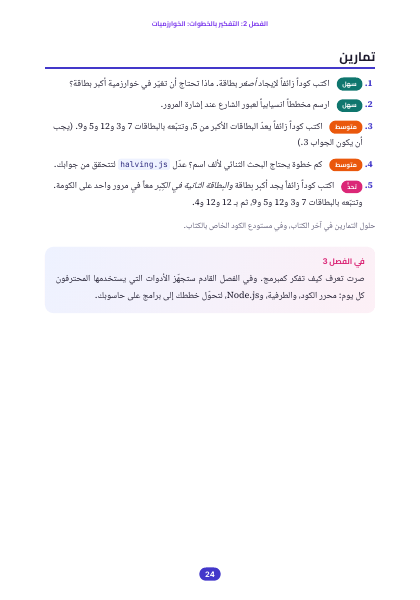 الفصل 2: التفكير بالخطوات: الخوارزميات
تمارين
1. سهل اكتب كوداً زائفاً لإيجاد أصغر بطاقة. ماذا تحتاج أن تغيّر في خوارزمية أكبر بطاقة؟
2. سهل ارسم مخططاً انسيابياً لعبور الشارع عند إشارة المرور.
3. متوسط اكتب كوداً زائفاً يعدّ البطاقات الأكبر من 5، وتتبّعه بالبطاقات 7 و3 و12 و5 و9. (يجب
أن يكون الجواب 3.)
4. متوسط كم خطوة يحتاج البحث الثنائي لألف اسم؟ عدّل halving.js لتتحقق من جوابك.
5. تحدٍّ اكتب كوداً زائفاً يجد أكبر بطاقة والبطاقة الثانية في الكِبَر معاً في مرور واحد على الكومة.
وتتبّعه بالبطاقات 7 و3 و12 و5 و9، ثم بـ 12 و12 و4.
حلول التمارين في آخر الكتاب، وفي مستودع الكود الخاص بالكتاب.
في الفصل 3
صرت تعرف كيف تفكر كمبرمج. وفي الفصل القادم ستجهّز الأدوات التي يستخدمها المحترفون
كل يوم: محرر الكود، والطرفية، وNode.js، لتحوّل خططك إلى برامج على حاسوبك.
24